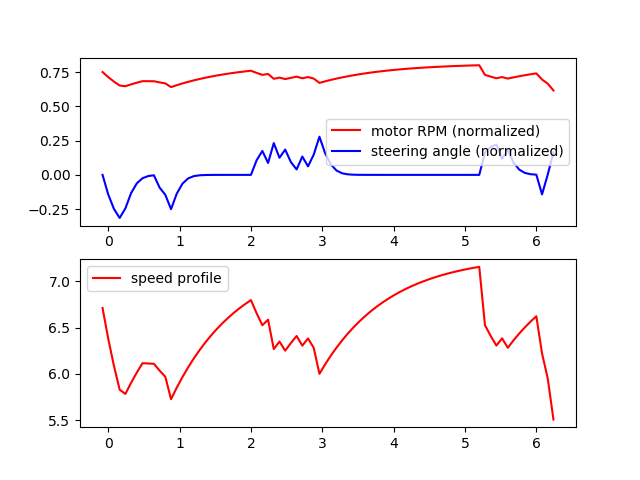 0.75
0.50
0.25
0.00
−0.25
motor RPM (normalized)
steering angle (normalized)
0 1 2 3 4 5 6
7.0
6.5
6.0
5.5
speed profile
0 1 2 3 4 5 6